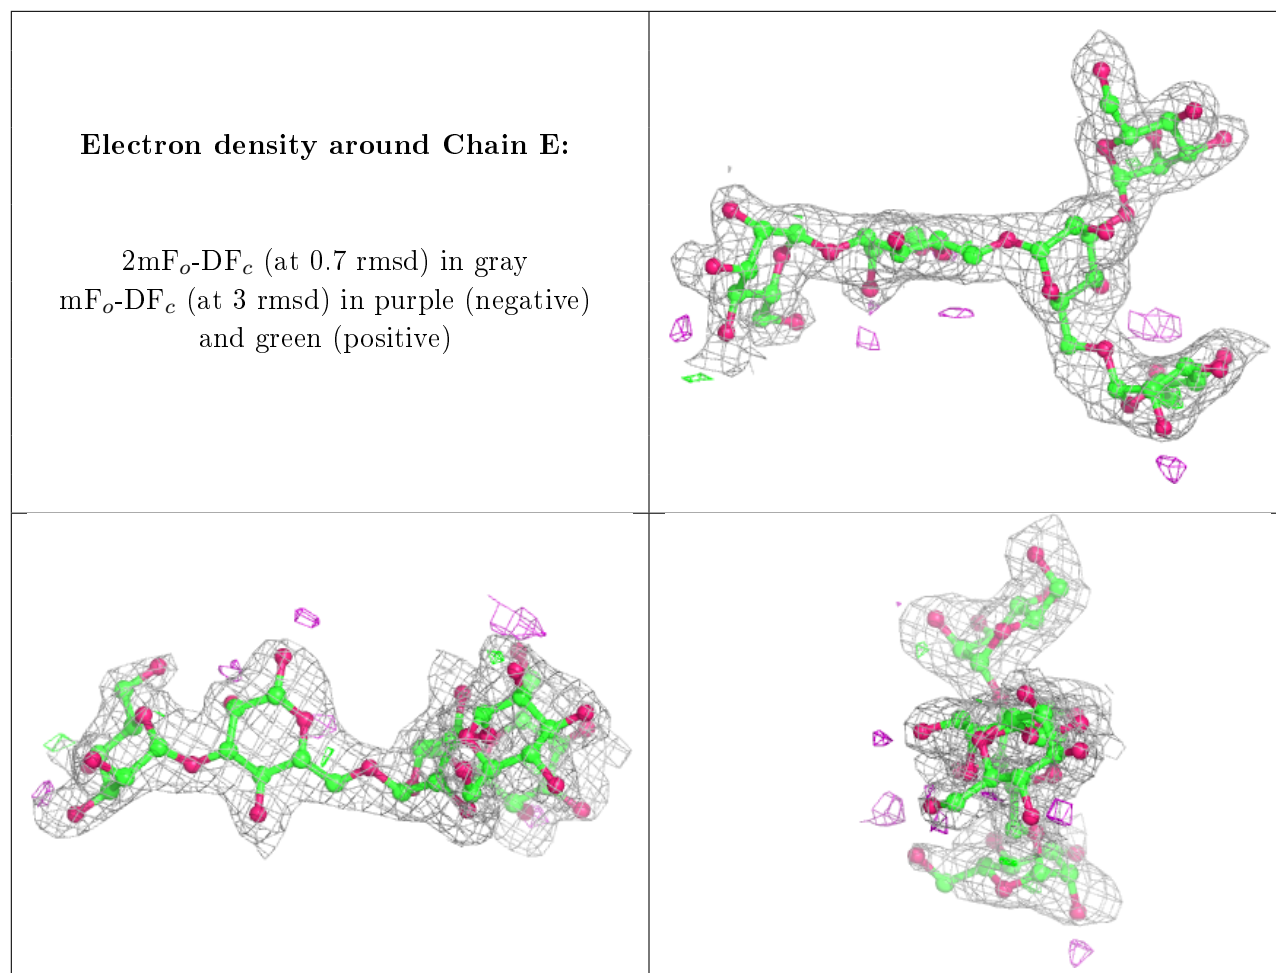 Electron density around Chain E:
2mFo-DFc (at 0.7 rmsd) in gray
mFo-DFc (at 3 rmsd) in purple (negative)
and green (positive)